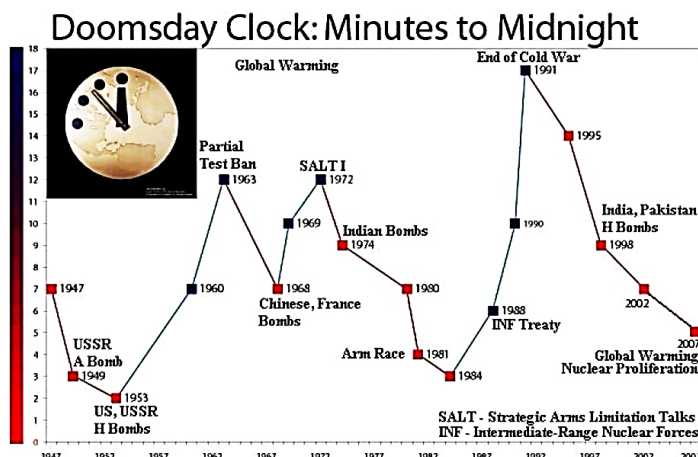 Doomsday Clock: Minutes to Midnight
18
17
16
15
14
13
12
11
10
9
8
7
6
5
4
3
2
1
0
Global Warming
End of Cold War
1991
1995
Partial
Test Ban
1963
SALT I
1972
1969
Indian Bombs
1974
1990
India, Pakistan
H Bombs
1998
1947
1960
1968
Chinese, France
Bombs
1980
1988
INF Treaty
2002
2007
USSR
A Bomb
1949
Arm Race
1981
1984
Global Warming
Nuclear Proliferation
1953
US, USSR
H Bombs
SALT - Strategic Arms Limitation Talks
INF - Intermediate-Range Nuclear Forces